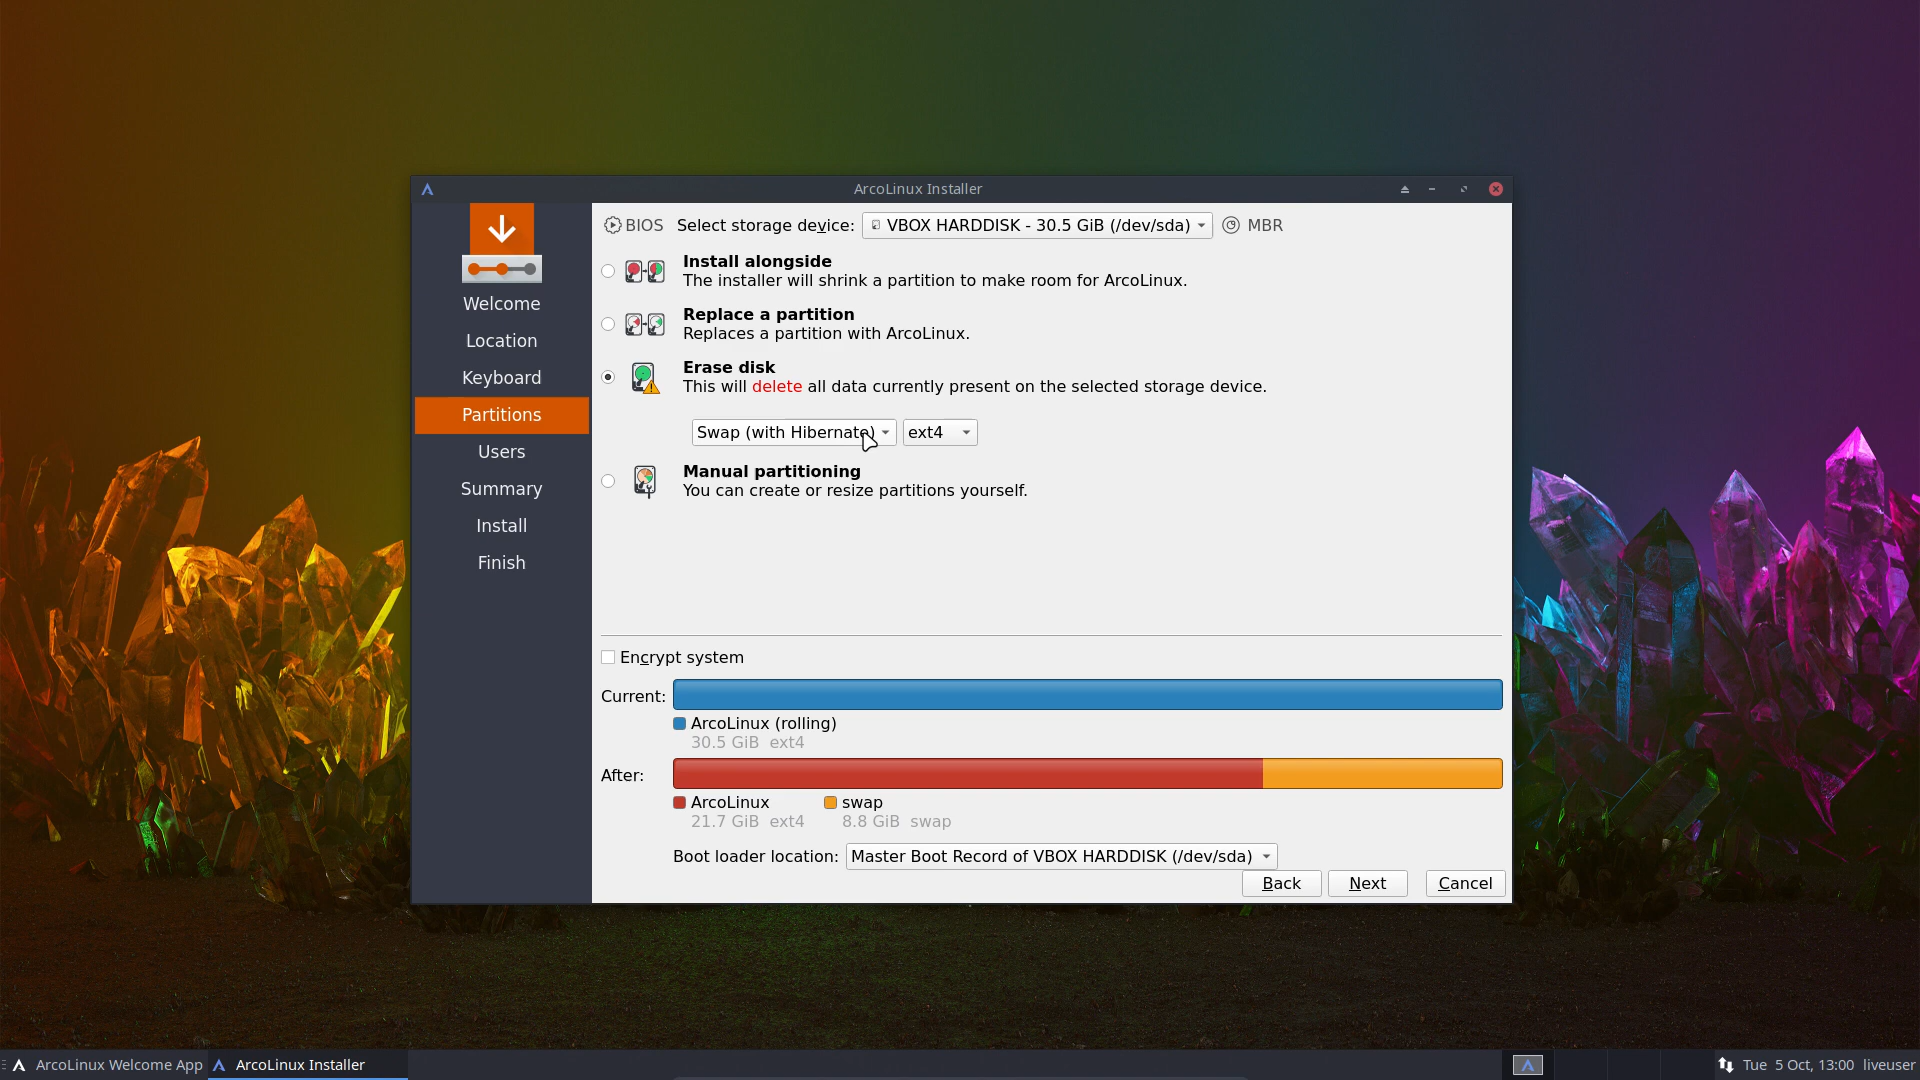 ArcoLinux Installer
BIOS Select storage device: VBOX HARDDISK - 30.5 GiB (/dev/sda) MBR
Welcome
Location
Keyboard
Partitions
Users
Summary
Install
Finish
Install alongside
The installer will shrink a partition to make room for ArcoLinux.
Replace a partition
Replaces a partition with ArcoLinux.
Erase disk
This will delete all data currently present on the selected storage device.
Swap (with Hibernate) ext4
Manual partitioning
You can create or resize partitions yourself.
Encrypt system
Current:
ArcoLinux (rolling)
30.5 GiB ext4
After:
ArcoLinux swap
21.7 GiB ext4 8.8 GiB swap
Boot loader location: Master Boot Record of VBOX HARDDISK (/dev/sda)
Back Next Cancel
ArcoLinux Welcome App ArcoLinux Installer Tue 5 Oct, 13:00 liveuser